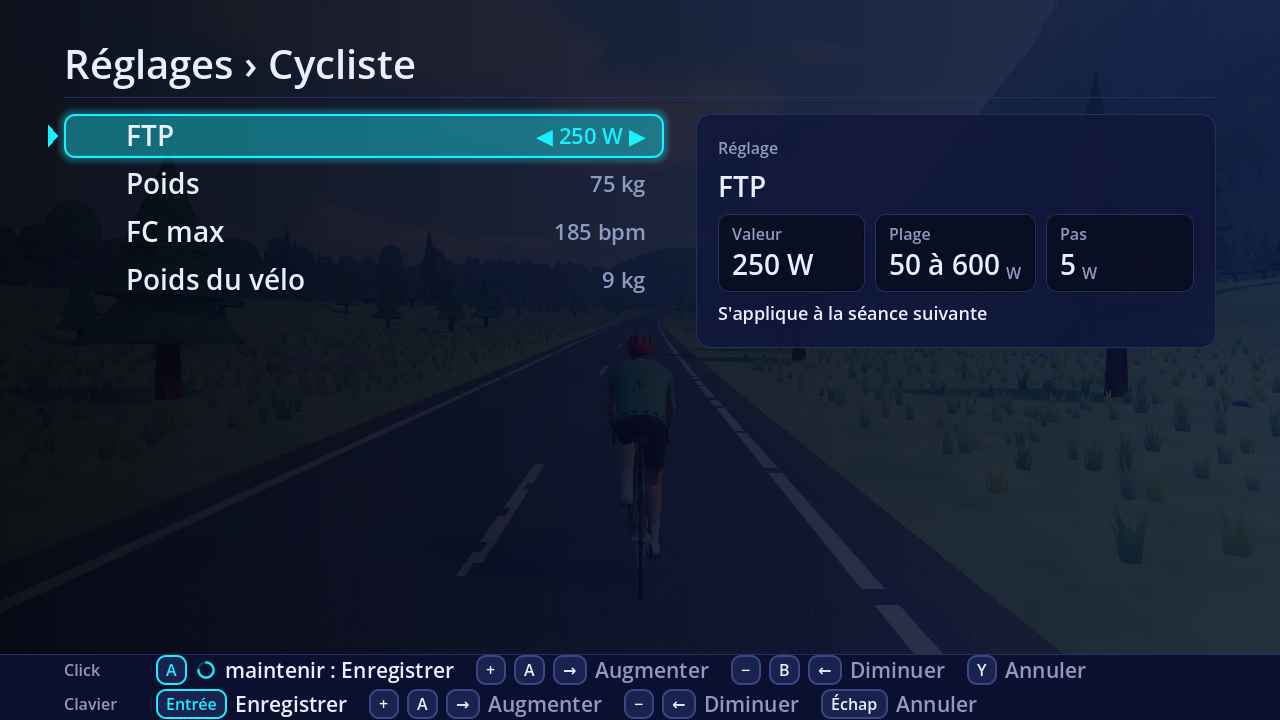 Réglages › Cycliste
FTP ◀ 250 W ▶
Poids 75 kg
FC max 185 bpm
Poids du vélo 9 kg
Réglage
FTP
Valeur Plage Pas
250 W 50 à 600 W 5 W
S'applique à la séance suivante
Click A maintenir : Enregistrer + A → Augmenter − B ← Diminuer Y Annuler
Clavier Entrée Enregistrer + A → Augmenter − ← Diminuer Échap Annuler